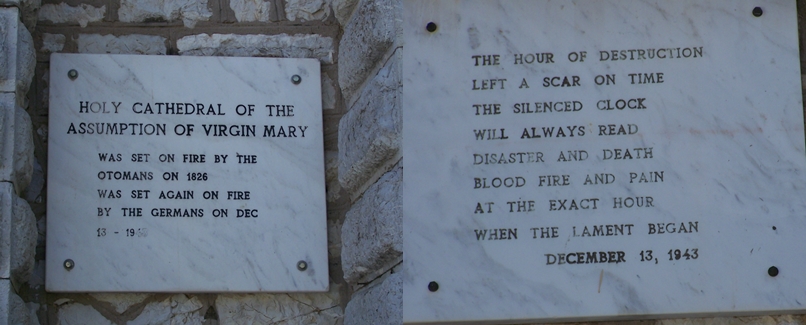 HOLY CATHEDRAL OF THE
ASSUMPTION OF VIRGIN MARY
WAS SET ON FIRE BY THE
OTOMANS ON 1826
WAS SET AGAIN ON FIRE
BY THE GERMANS ON DEC
13 -
THE HOUR OF DESTRUCTION
LEFT A SCAR ON TIME
THE SILENCED CLOCK
WILL ALWAYS READ
DISASTER AND DEATH
BLOOD FIRE AND PAIN
AT THE EXACT HOUR
WHEN THE LAMENT BEGAN
DECEMBER 13, 1943